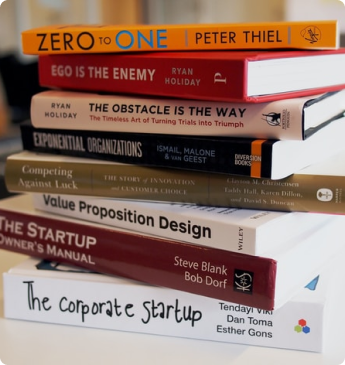 ZERO TO ONE | PETER THIEL |
EGO IS THE ENEMY RYAN HOLIDAY P
RYAN HOLIDAY THE OBSTACLE IS THE WAY
The Timeless Art of Turning Trials into Triumph
EXPONENTIAL ORGANIZATIONS ISMAIL, MALONE & VAN GEEST DIVERSION BOOKS
Competing Against Luck
THE STORY OF INNOVATION AND CUSTOMER CHOICE
Clayton M. Christensen
Taddy Hall, Karen Dillon,
and David S. Duncan
Value Proposition Design WILEY
THE STARTUP
OWNER'S MANUAL
Steve Blank
Bob Dorf
The corporate startup
Tendayi Viki
Dan Toma
Esther Gons